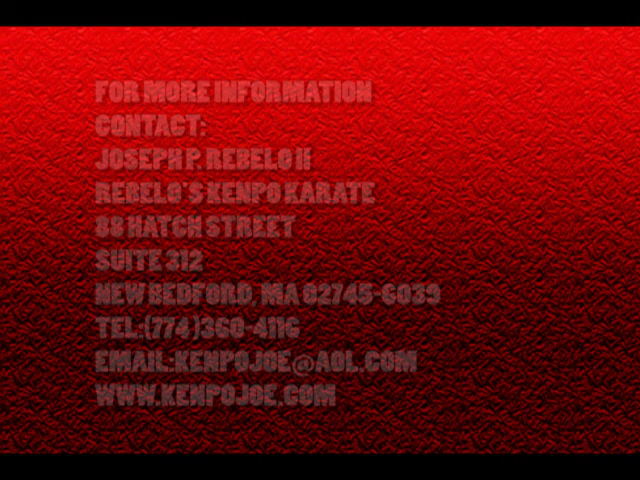 FOR MORE INFORMATION
CONTACT:
JOSEPH P. REBELO II
REBELO'S KENPO KARATE
88 HATCH STREET
SUITE 312
NEW BEDFORD, MA 02745-6039
TEL:(774)360-4116
EMAIL:KENPOJOE@AOL.COM
WWW.KENPOJOE.COM